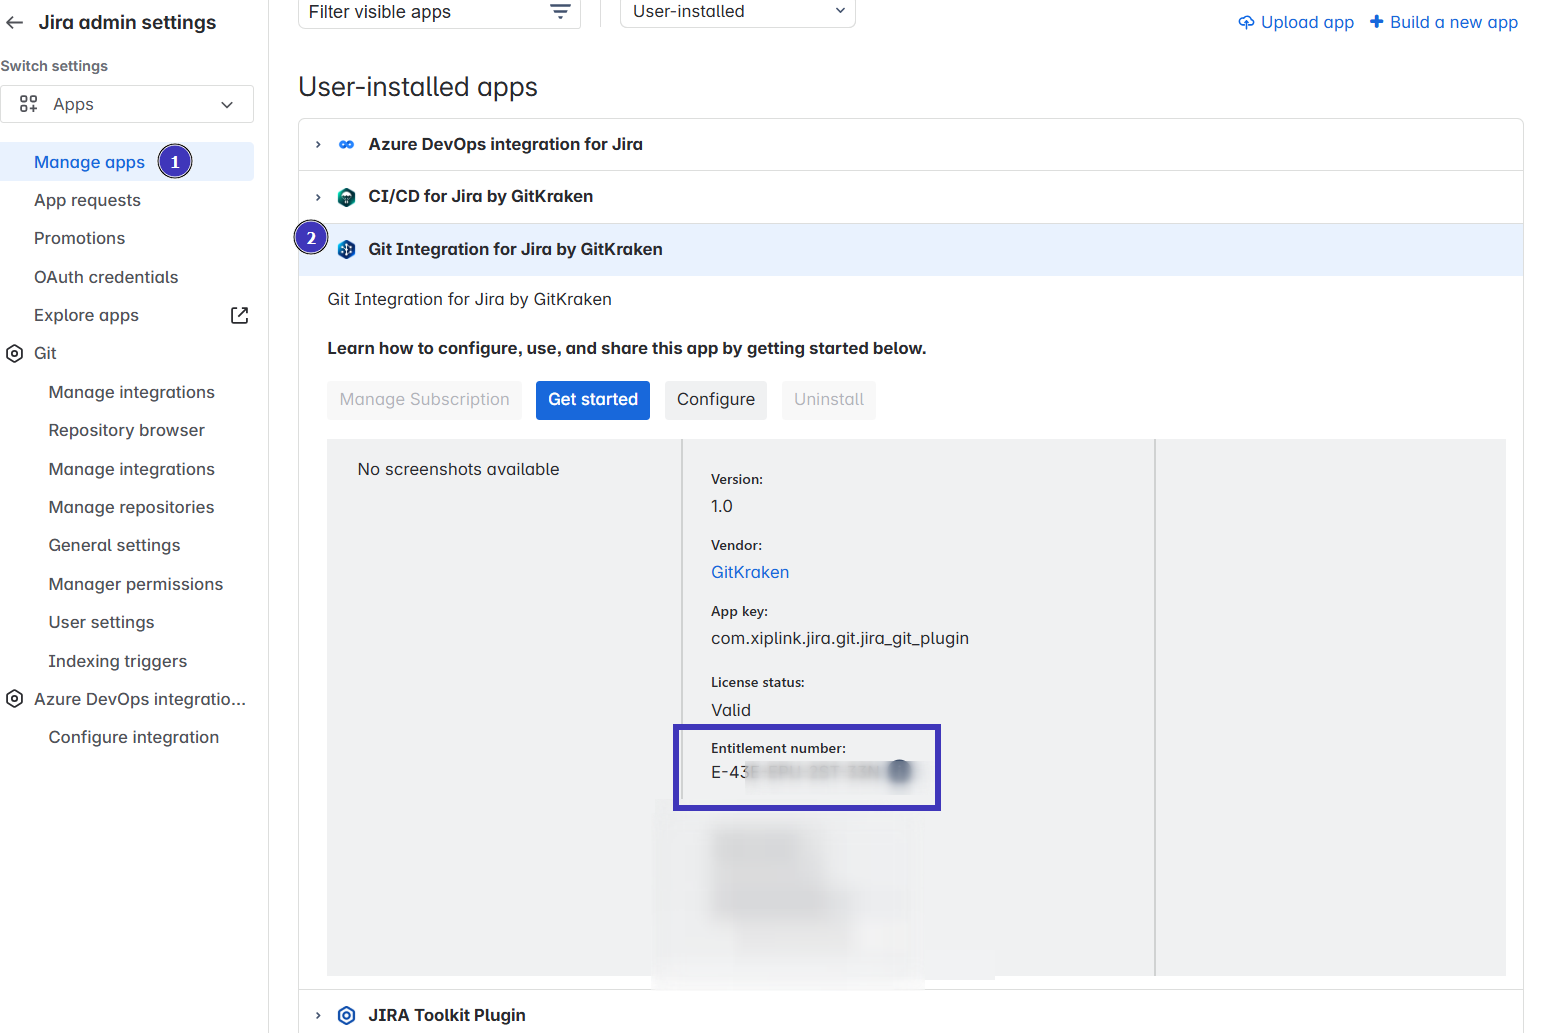 Jira admin settings
Switch settings
Apps
Manage apps 1
App requests
Promotions
OAuth credentials
Explore apps
Git
Manage integrations
Repository browser
Manage integrations
Manage repositories
General settings
Manager permissions
User settings
Indexing triggers
Azure DevOps integratio...
Configure integration
Filter visible apps
User-installed
Upload app
Build a new app
User-installed apps
Azure DevOps integration for Jira
CI/CD for Jira by GitKraken
2 Git Integration for Jira by GitKraken
Git Integration for Jira by GitKraken
Learn how to configure, use, and share this app by getting started below.
Manage Subscription Get started Configure Uninstall
No screenshots available
Version:
1.0
Vendor:
GitKraken
App key:
com.xiplink.jira.git.jira_git_plugin
License status:
Valid
Entitlement number:
E-43
JIRA Toolkit Plugin